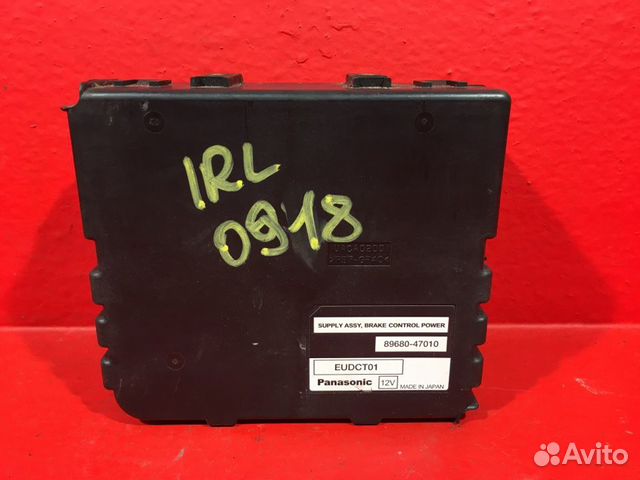 IRL
0918
SUPPLY ASSY, BRAKE CONTROL POWER
89680-47010
EUDCT01
Panasonic 12V MADE IN JAPAN
Avito